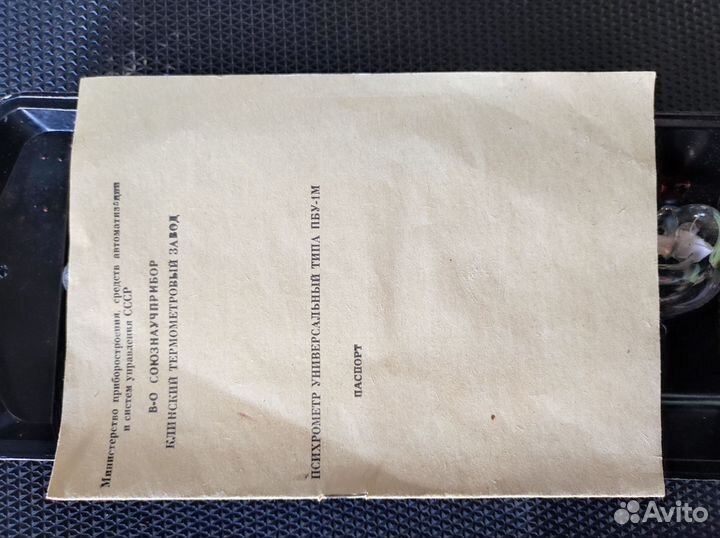 Министерство приборостроения, средств автоматизации
и систем управления СССР
В-О СОЮЗНАУЧПРИБОР
КЛИНСКИЙ ТЕРМОМЕТРОВЫЙ ЗАВОД
ПСИХРОМЕТР УНИВЕРСАЛЬНЫЙ ТИПА ПБУ-1М
ПАСПОРТ
Avito